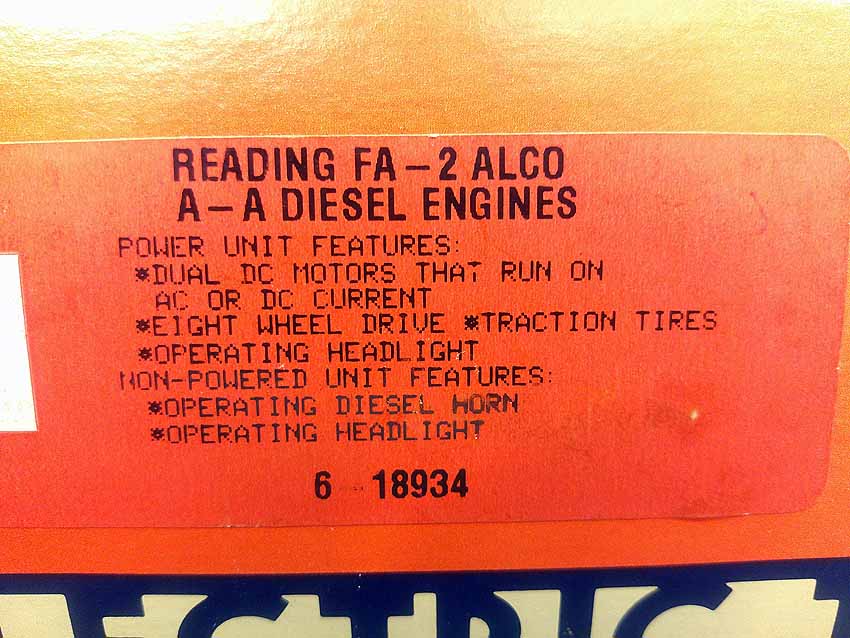 READING FA-2 ALCO
A-A DIESEL ENGINES
POWER UNIT FEATURES:
*DUAL DC MOTORS THAT RUN ON
AC OR DC CURRENT
*EIGHT WHEEL DRIVE *TRACTION TIRES
*OPERATING HEADLIGHT
NON-POWERED UNIT FEATURES:
*OPERATING DIESEL HORN
*OPERATING HEADLIGHT
6-18934